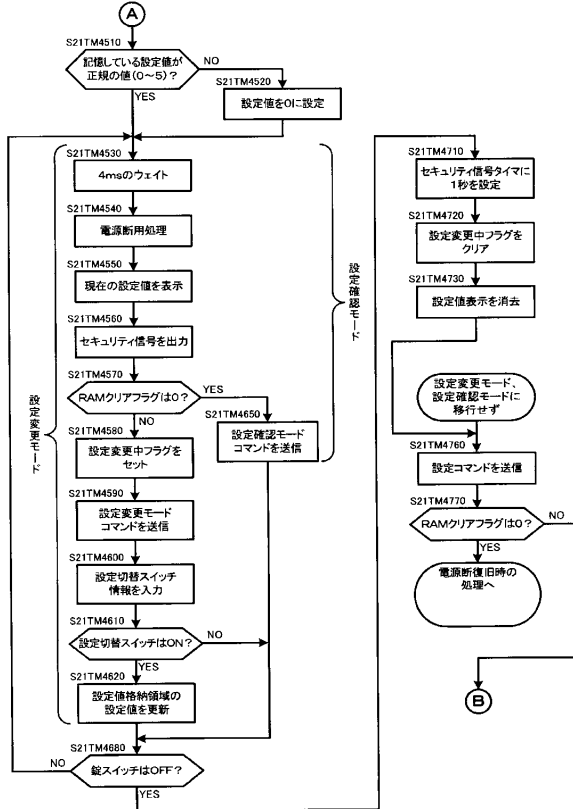 A
S21TM4510
記憶している設定値が
正規の値(0～5)?
NO
YES
S21TM4520
設定値を0に設定
S21TM4530
4msのウェイト
S21TM4540
電源断用処理
S21TM4550
現在の設定値を表示
S21TM4560
セキュリティ信号を出力
S21TM4570
RAMクリアフラグは0?
YES
NO
S21TM4650
設定確認モード
コマンドを送信
S21TM4580
設定変更中フラグを
セット
S21TM4590
設定変更モード
コマンドを送信
S21TM4600
設定切替スイッチ
情報を入力
S21TM4610
設定切替スイッチはON?
NO
YES
S21TM4620
設定値格納領域の
設定値を更新
S21TM4680
錠スイッチはOFF?
NO
YES
設定変更モード
設定確認モード
S21TM4710
セキュリティ信号タイマに
1秒を設定
S21TM4720
設定変更中フラグを
クリア
S21TM4730
設定値表示を消去
設定変更モード、
設定確認モードに
移行せず
S21TM4760
設定コマンドを送信
S21TM4770
RAMクリアフラグは0?
NO
YES
電源断復旧時の
処理へ
B